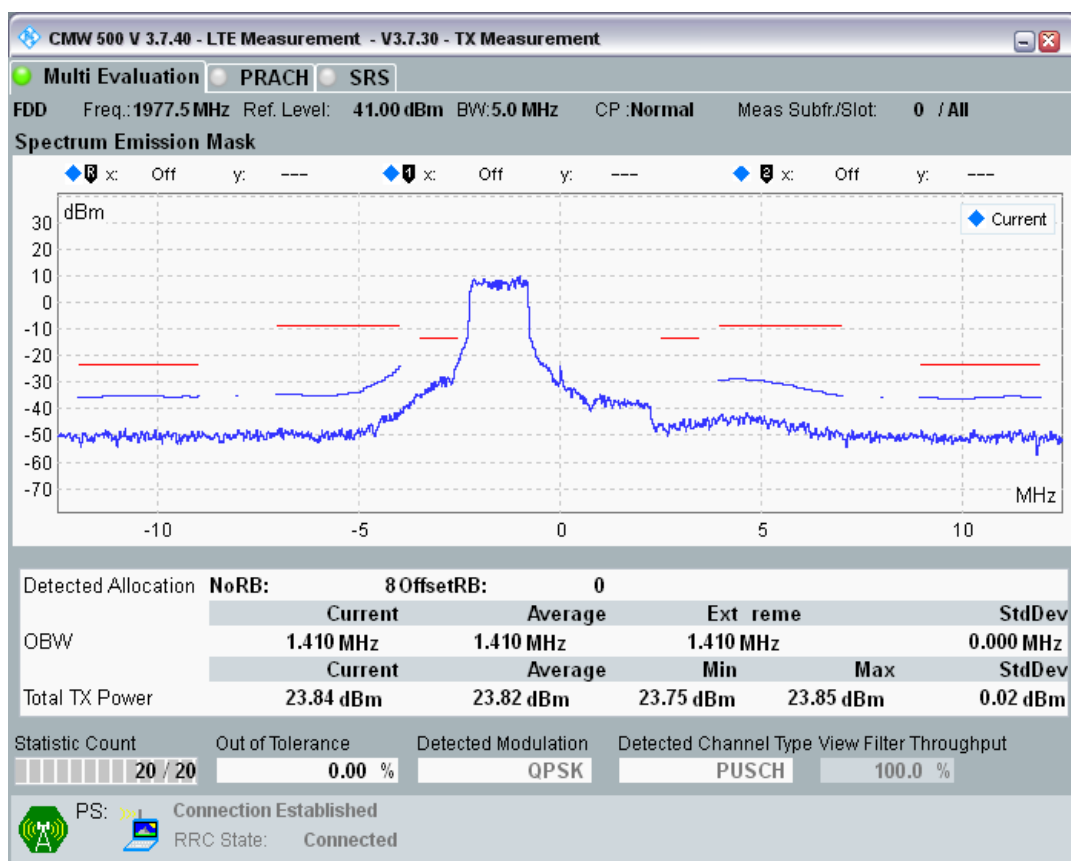 CMW 500 V 3.7.40 - LTE Measurement - V3.7.30 - TX Measurement
Multi Evaluation PRACH SRS
FDD Freq.: 1977.5 MHz Ref. Level: 41.00 dBm BW: 5.0 MHz CP : Normal Meas Subfr./Slot: 0 / All
Spectrum Emission Mask
R x: Off y: --- 1 x: Off y: --- 2 x: Off y: ---
dBm
Current
30
20
10
0
-10
-20
-30
-40
-50
-60
-70
MHz
-10 -5 0 5 10
Detected Allocation NoRB: 8 OffsetRB: 0
Current Average Ext reme StdDev
OBW 1.410 MHz 1.410 MHz 1.410 MHz 0.000 MHz
Current Average Min Max StdDev
Total TX Power 23.84 dBm 23.82 dBm 23.75 dBm 23.85 dBm 0.02 dBm
Statistic Count Out of Tolerance Detected Modulation Detected Channel Type View Filter Throughput
20 / 20 0.00 % QPSK PUSCH 100.0 %
PS: Connection Established
RRC State: Connected